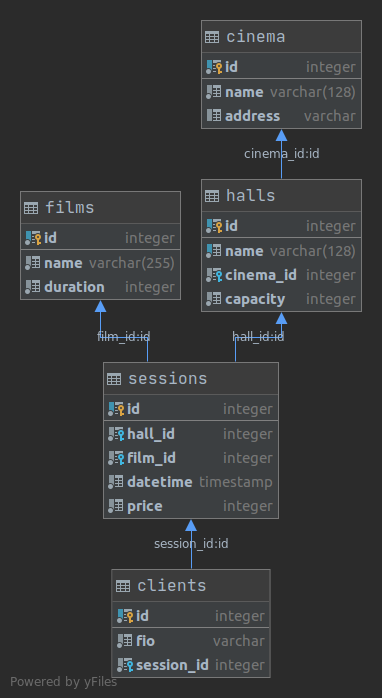 cinema
id integer
name varchar(128)
address varchar
cinema_id:id
halls
id integer
name varchar(128)
cinema_id integer
capacity integer
films
id integer
name varchar(255)
duration integer
film_id:id
hall_id:id
sessions
id integer
hall_id integer
film_id integer
datetime timestamp
price integer
session_id:id
clients
id integer
fio varchar
session_id integer
Powered by yFiles